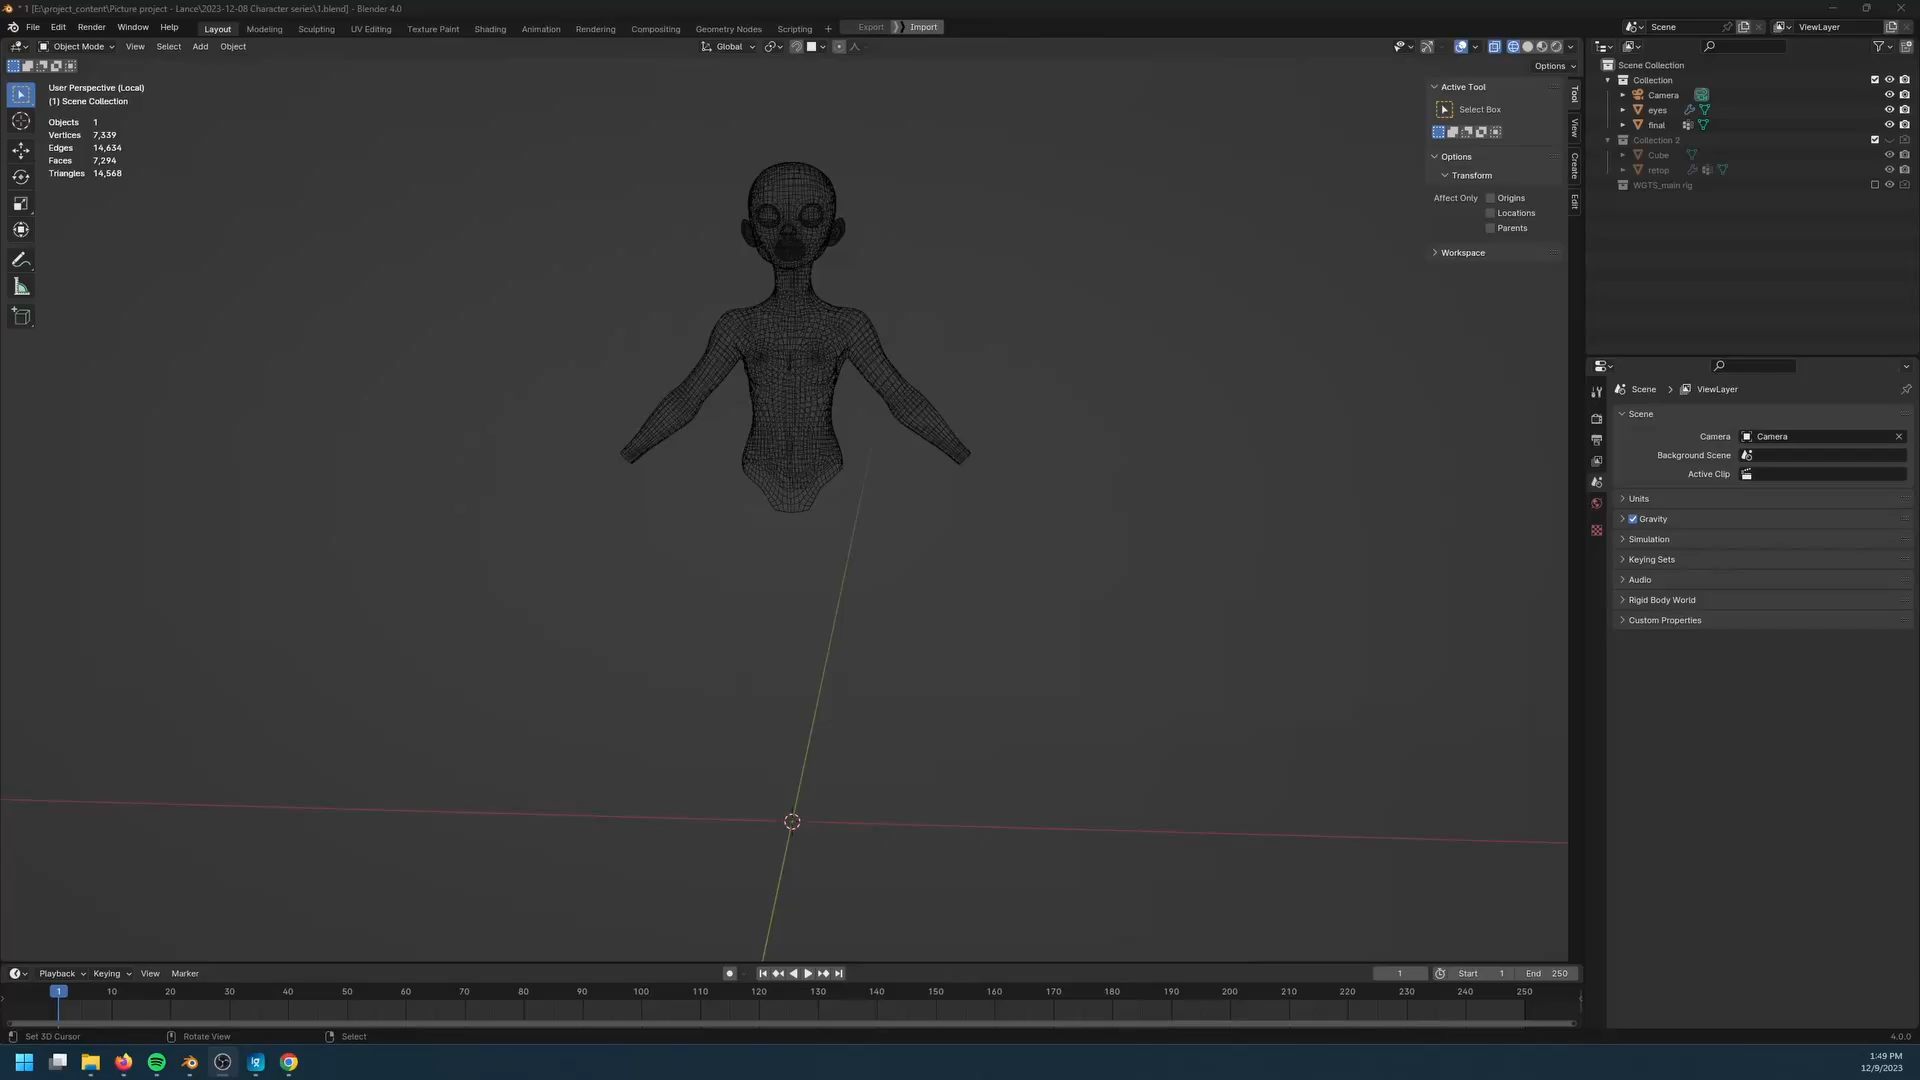 * 1 [E:\project_content\Picture project - Lance\2023-12-08 Character series\1.blend] - Blender 4.0
File Edit Render Window Help Layout Modeling Sculpting UV Editing Texture Paint Shading Animation Rendering Compositing Geometry Nodes Scripting + Export Import Scene ViewLayer
Object Mode View Select Add Object Global
Options
User Perspective (Local)
(1) Scene Collection
Objects 1
Vertices 7,339
Edges 14,634
Faces 7,294
Triangles 14,568
Active Tool
Select Box
Options
Transform
Affect Only Origins
Locations
Parents
Workspace
Tool
View
Create
Edit
Scene Collection
Collection
Camera
eyes
final
Collection 2
Cube
retop
WGTS_main rig
Scene > ViewLayer
Scene
Camera Camera
Background Scene
Active Clip
Units
Gravity
Simulation
Keying Sets
Audio
Rigid Body World
Custom Properties
Playback Keying View Marker 1 Start 1 End 250
1 10 20 30 40 50 60 70 80 90 100 110 120 130 140 150 160 170 180 190 200 210 220 230 240 250
Set 3D Cursor Rotate View Select 4.0.0
1:49 PM
12/9/2023